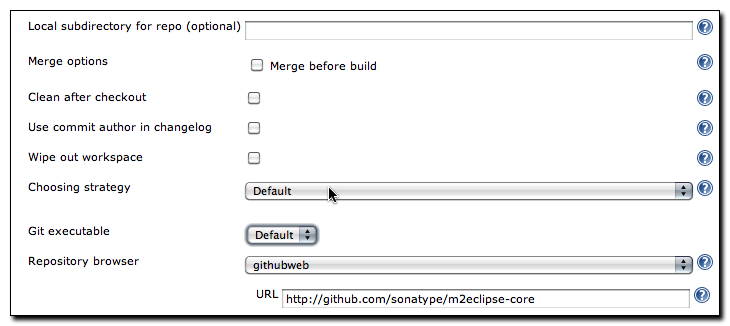 Local subdirectory for repo (optional)
Merge options
Merge before build
Clean after checkout
Use commit author in changelog
Wipe out workspace
Choosing strategy
Default
Git executable
Default
Repository browser
githubweb
URL
http://github.com/sonatype/m2eclipse-core